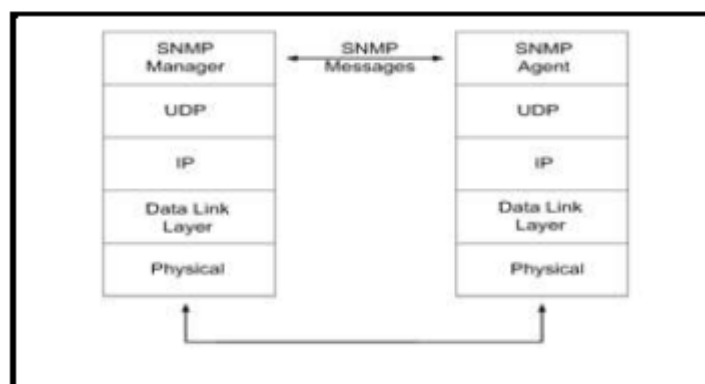 SNMP
Manager
UDP
IP
Data Link
Layer
Physical
SNMP
Messages
SNMP
Agent
UDP
IP
Data Link
Layer
Physical